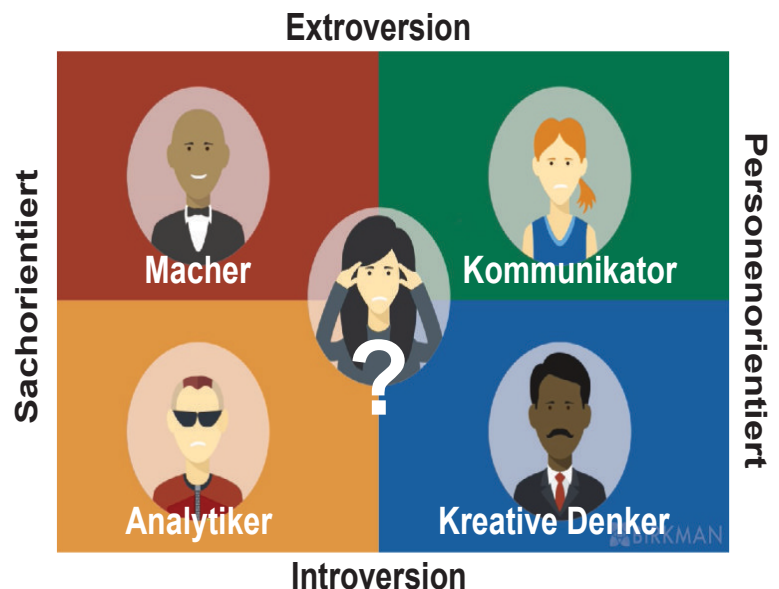 Extroversion
Sachorientiert
Personenorientiert
Macher
Kommunikator
?
Analytiker
Kreative Denker
BIRKMAN
Introversion